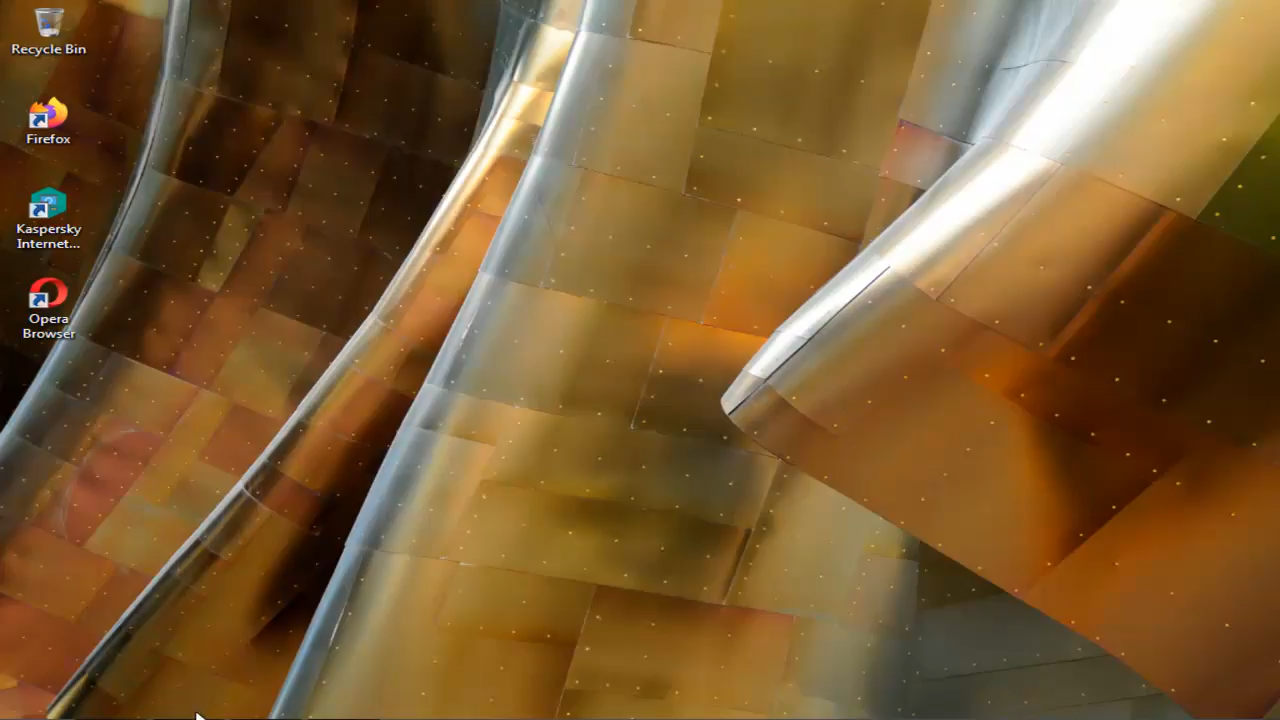 Recycle Bin
Firefox
Kaspersky
Internet...
Opera
Browser